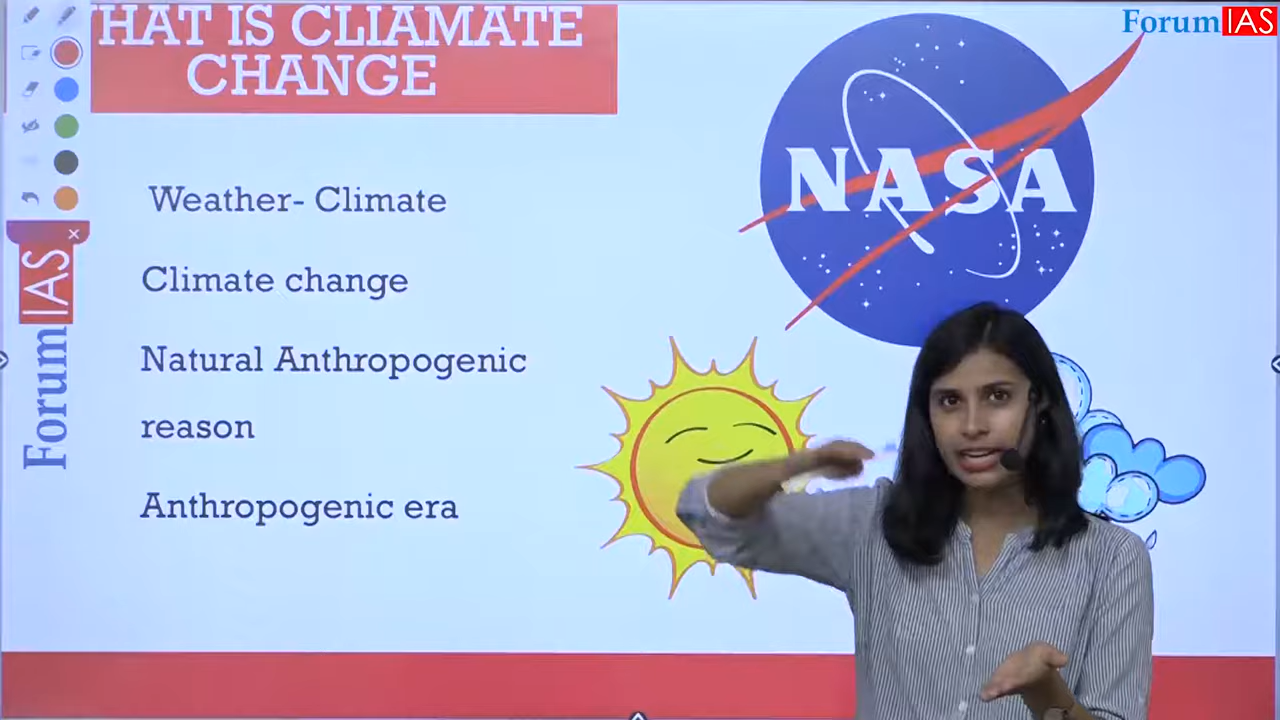 HAT IS CLIAMATE
CHANGE
Weather- Climate
Climate change
Natural Anthropogenic
reason
Anthropogenic era
NASA
ForumIAS
ForumIAS